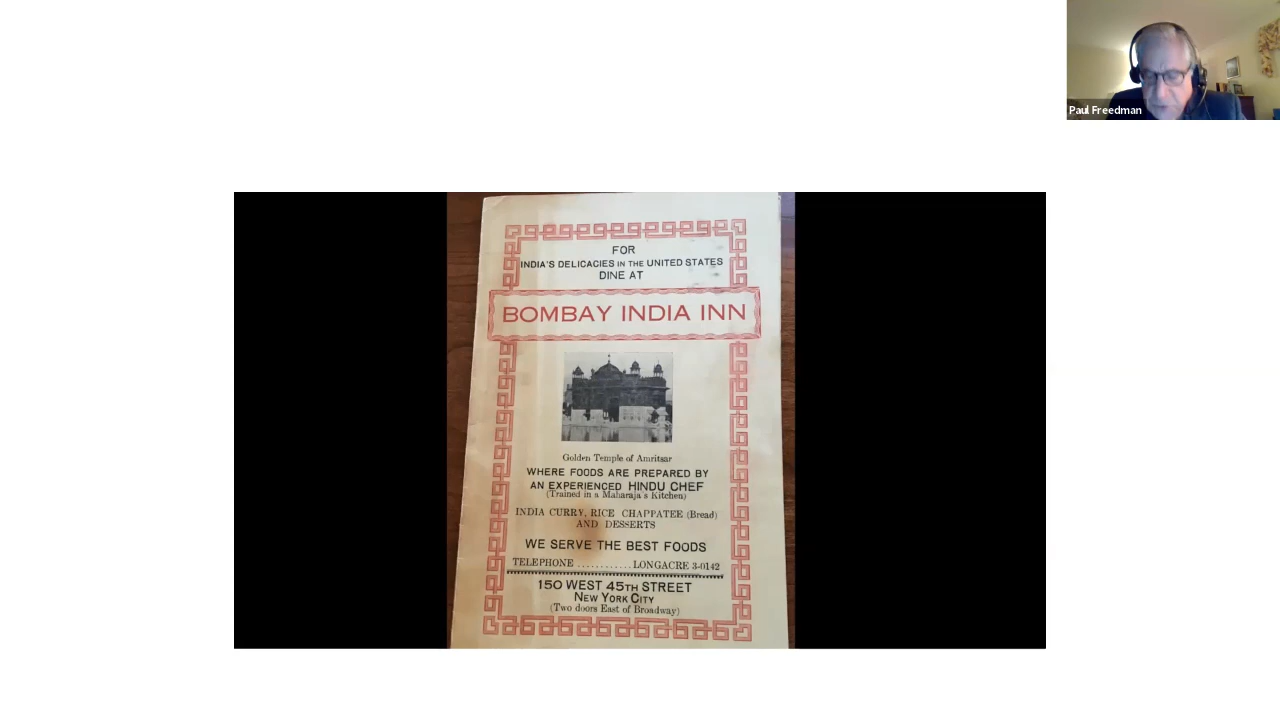 Paul Freedman
FOR
INDIA'S DELICACIES IN THE UNITED STATES
DINE AT
BOMBAY INDIA INN
Golden Temple of Amritsar
WHERE FOODS ARE PREPARED BY
AN EXPERIENCED HINDU CHEF
(Trained in a Maharaja's Kitchen)
INDIA CURRY, RICE CHAPPATEE (Bread)
AND DESSERTS
WE SERVE THE BEST FOODS
TELEPHONE ............ LONGACRE 3-0142
150 WEST 45TH STREET
NEW YORK CITY
(Two doors East of Broadway)